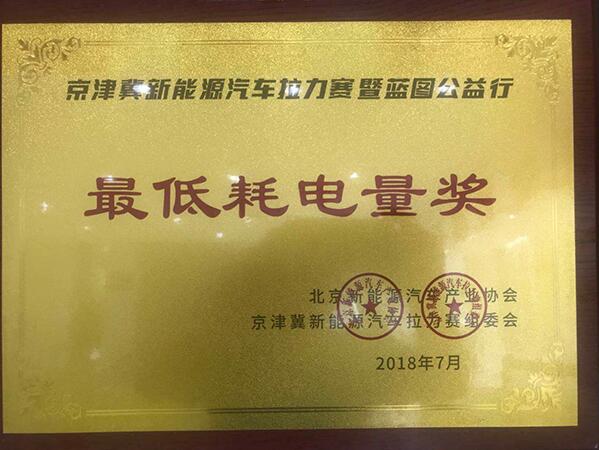 京津冀新能源汽车拉力赛暨蓝图公益行
最低耗电量奖
北京新能源汽车产业协会
京津冀新能源汽车拉力赛组委会
2018年7月